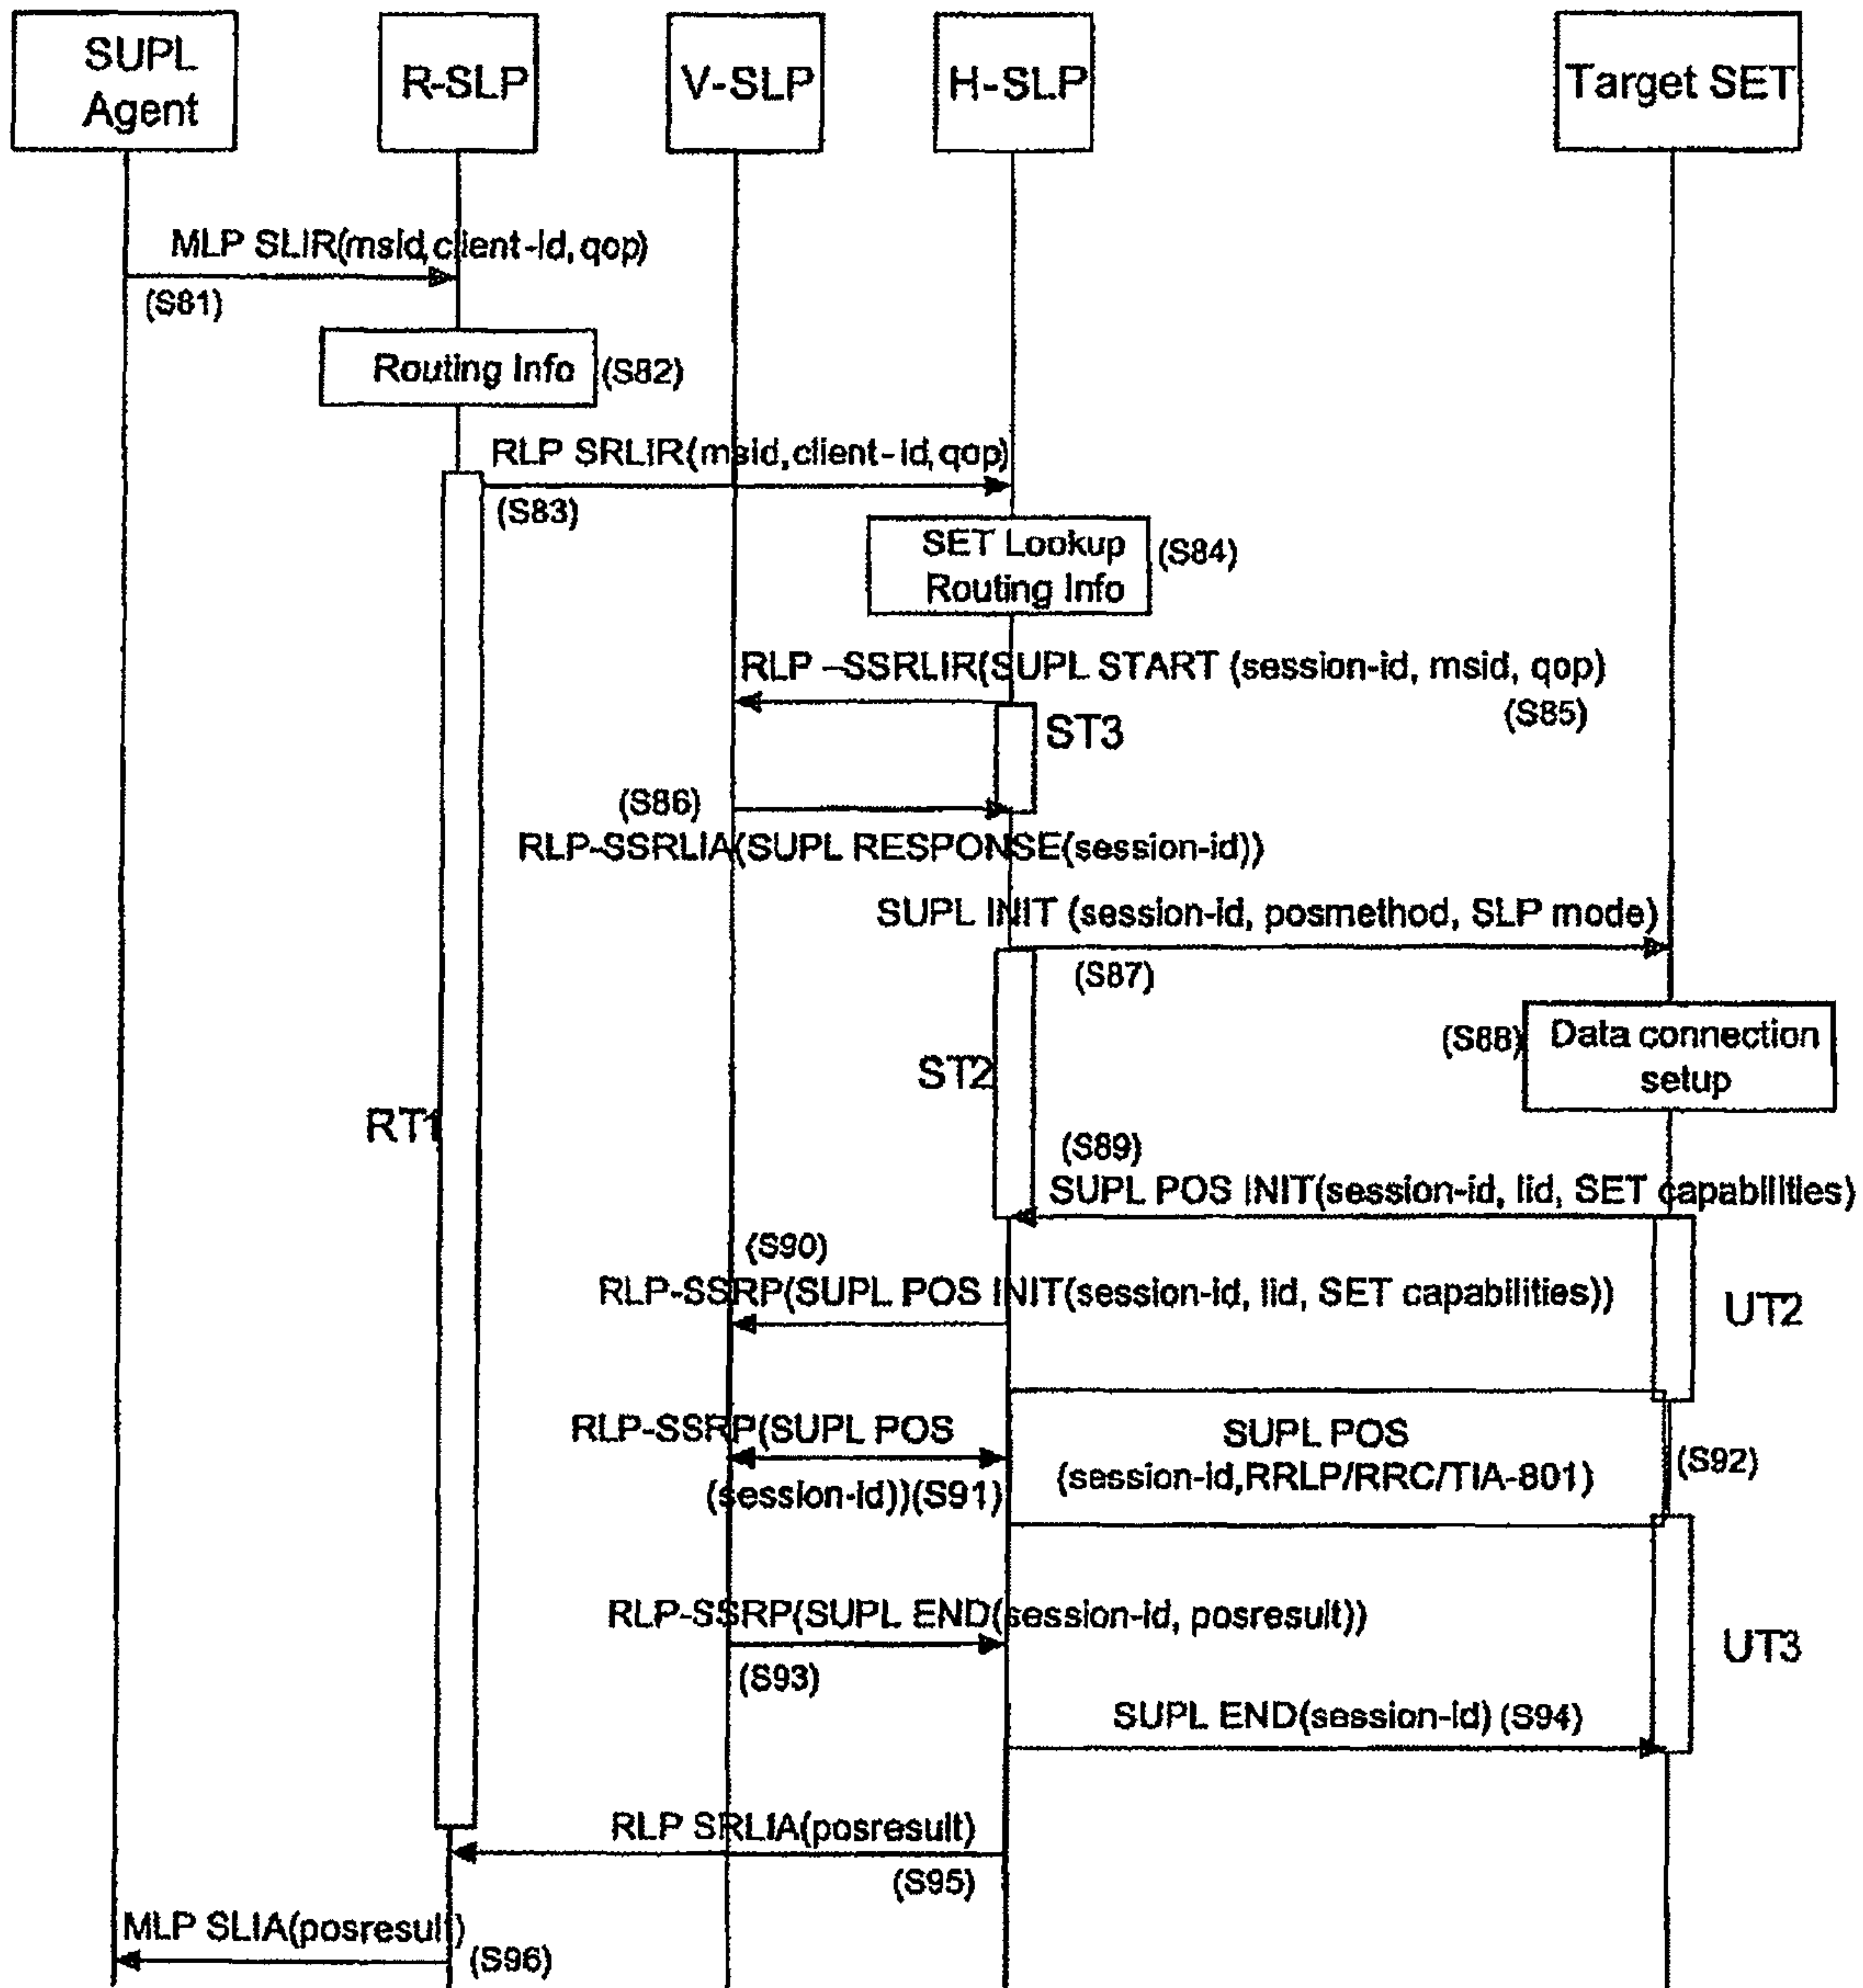 SUPL
Agent
R-SLP
V-SLP
H-SLP
Target SET
MLP SLIR(msid,client-id,qop)
(S81)
Routing Info
(S82)
RLP SRLIR(msid,client-id,qop)
(S83)
SET Lookup
Routing Info
(S84)
RLP –SSRLIR(SUPL START (session-id, msid, qop)
(S85)
ST3
(S86)
RLP-SSRLIA(SUPL RESPONSE(session-id))
SUPL INIT (session-id, posmethod, SLP mode)
(S87)
(S88)
Data connection
setup
ST2
RT1
(S89)
SUPL POS INIT(session-id, lid, SET capabilities)
(S90)
RLP-SSRP(SUPL POS INIT(session-id, lid, SET capabilities))
UT2
RLP-SSRP(SUPL POS
(session-id))(S91)
SUPL POS
(session-id,RRLP/RRC/TIA-801)
(S92)
RLP-SSRP(SUPL END(session-id, posresult))
(S93)
UT3
SUPL END(session-id) (S94)
RLP SRLIA(posresult)
(S95)
MLP SLIA(posresult)
(S96)